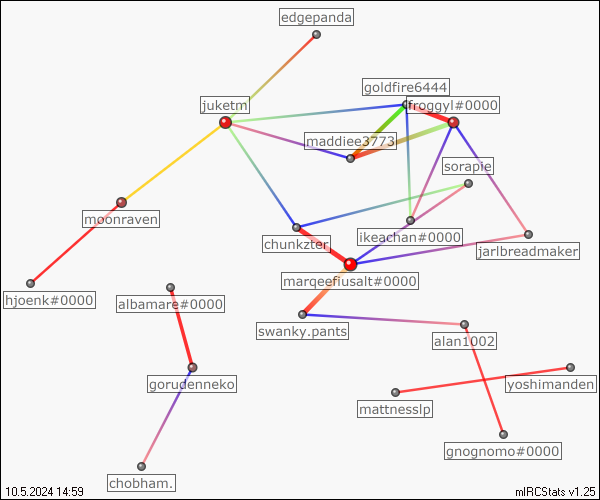 edgepanda
goldfire6444
juketm
froggyl#0000
maddiee3773
sorapie
moonraven
ikeachan#0000
chunkzter
jarlbreadmaker
marqeefiusalt#0000
hjoenk#0000
albamare#0000
swanky.pants
alan1002
gorudenneko
yoshimanden
mattnesslp
gnognomo#0000
chobham.
10.5.2024 14:59
mIRCStats v1.25